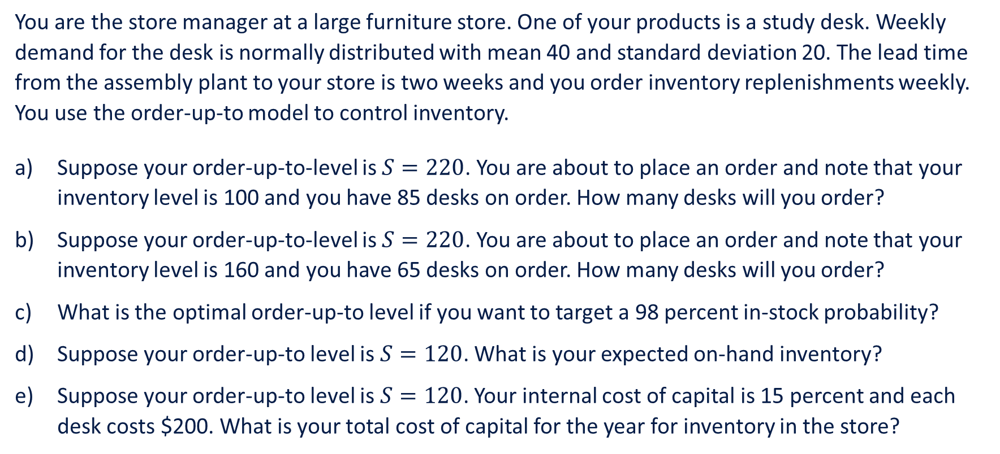 You are the store manager at a large furniture store. One of your products is a study desk. Weekly
demand for the desk is normally distributed with mean 40 and standard deviation 20. The lead time
from the assembly plant to your store is two weeks and you order inventory replenishments weekly.
You use the order-up-to model to control inventory.
a) Suppose your order-up-to-level is S = 220. You are about to place an order and note that your
inventory level is 100 and you have 85 desks on order. How many desks will you order?
b) Suppose your order-up-to-level is S = 220. You are about to place an order and note that your
inventory level is 160 and you have 65 desks on order. How many desks will you order?
c) What is the optimal order-up-to level if you want to target a 98 percent in-stock probability?
d) Suppose your order-up-to level is S = 120. What is your expected on-hand inventory?
e) Suppose your order-up-to level is S = 120. Your internal cost of capital is 15 percent and each
desk costs $200. What is your total cost of capital for the year for inventory in the store?